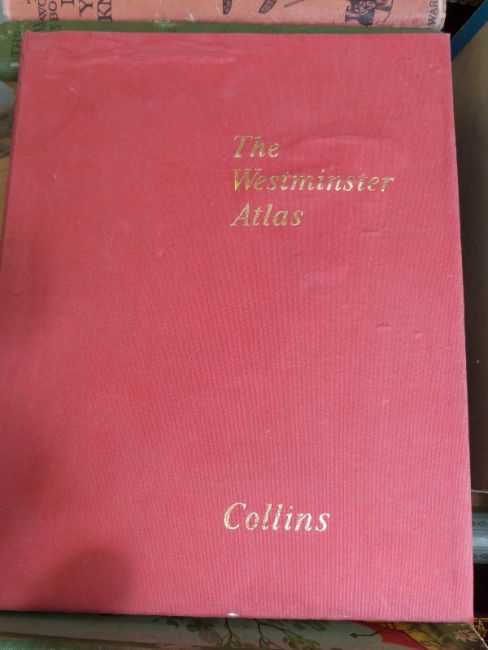 The
Westminster
Atlas
Collins